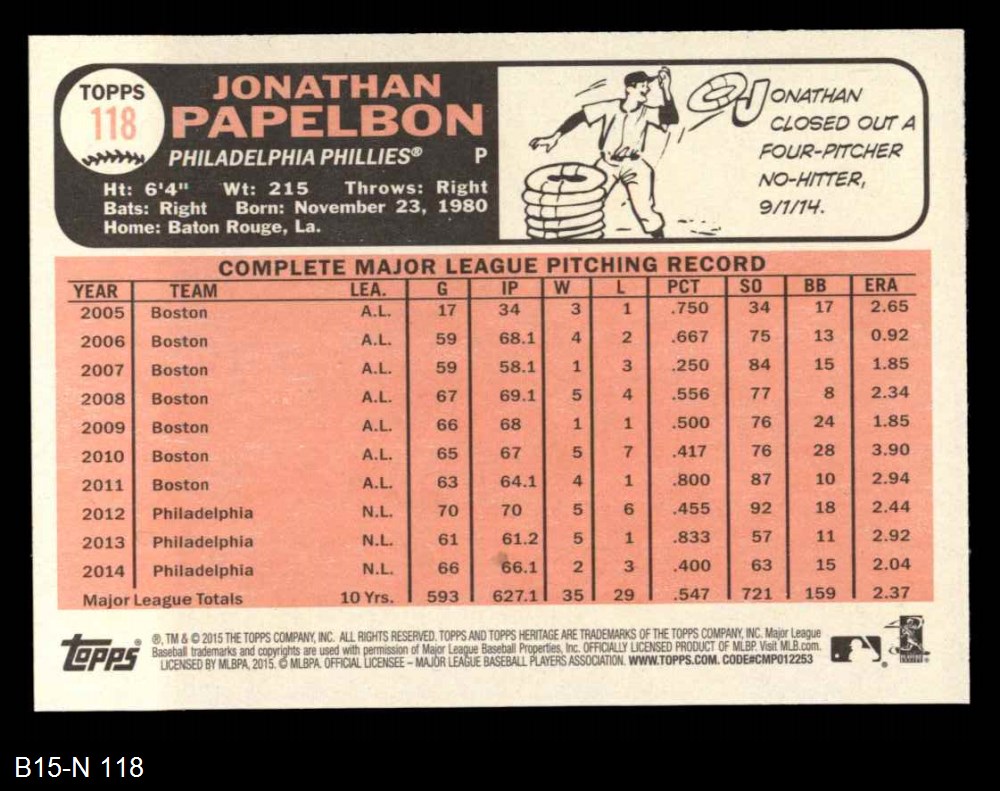 TOPPS
118
JONATHAN
PAPELBON
PHILADELPHIA PHILLIES® P
Ht: 6'4" Wt: 215 Throws: Right
Bats: Right Born: November 23, 1980
Home: Baton Rouge, La.
JONATHAN
CLOSED OUT A
FOUR-PITCHER
NO-HITTER,
9/1/14.
COMPLETE MAJOR LEAGUE PITCHING RECORD
YEAR TEAM LEA. G IP W L PCT SO BB ERA
2005 Boston A.L. 17 34 3 1 .750 34 17 2.65
2006 Boston A.L. 59 68.1 4 2 .667 75 13 0.92
2007 Boston A.L. 59 58.1 1 3 .250 84 15 1.85
2008 Boston A.L. 67 69.1 5 4 .556 77 8 2.34
2009 Boston A.L. 66 68 1 1 .500 76 24 1.85
2010 Boston A.L. 65 67 5 7 .417 76 28 3.90
2011 Boston A.L. 63 64.1 4 1 .800 87 10 2.94
2012 Philadelphia N.L. 70 70 5 6 .455 92 18 2.44
2013 Philadelphia N.L. 61 61.2 5 1 .833 57 11 2.92
2014 Philadelphia N.L. 66 66.1 2 3 .400 63 15 2.04
Major League Totals 10 Yrs. 593 627.1 35 29 .547 721 159 2.37
Topps®
®, TM & © 2015 THE TOPPS COMPANY, INC. ALL RIGHTS RESERVED. TOPPS AND TOPPS HERITAGE ARE TRADEMARKS OF THE TOPPS COMPANY, INC. Major League
Baseball trademarks and copyrights are used with permission of Major League Baseball Properties, Inc. OFFICIALLY LICENSED PRODUCT OF MLBP. Visit MLB.com.
LICENSED BY MLBPA, 2015. © MLBPA. OFFICIAL LICENSEE – MAJOR LEAGUE BASEBALL PLAYERS ASSOCIATION. WWW.TOPPS.COM. CODE#CMP012253
B15-N 118